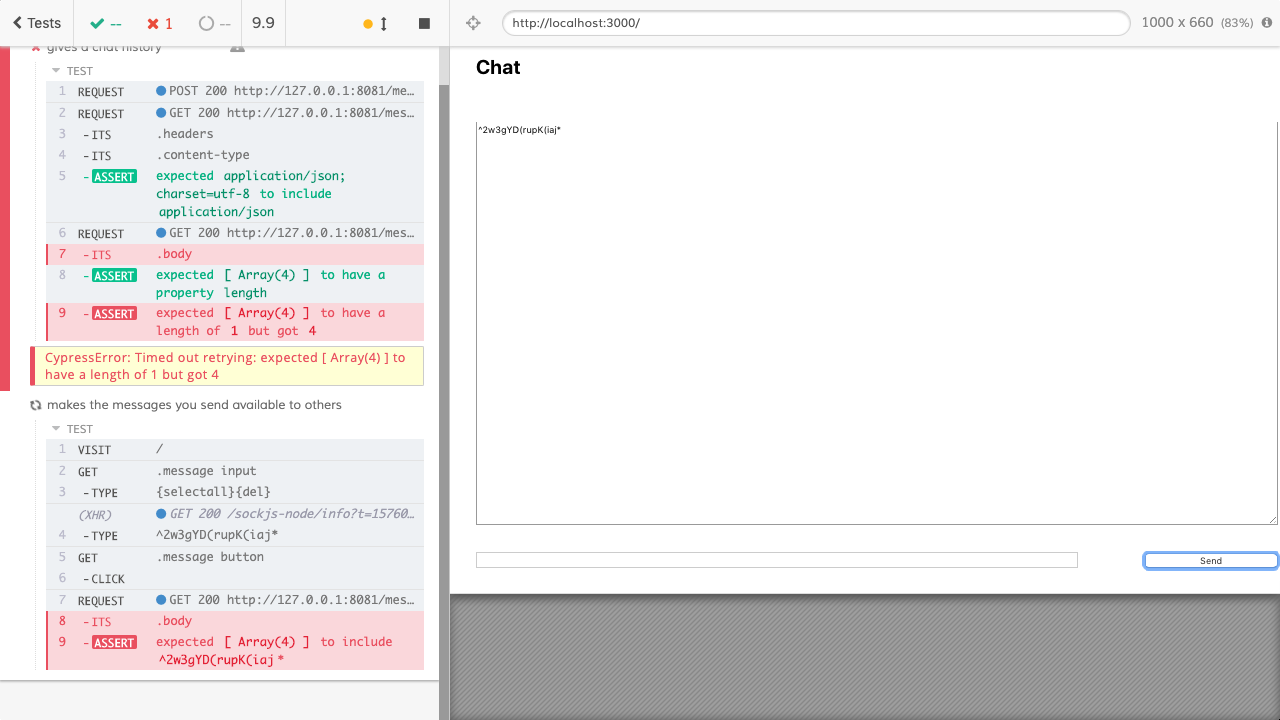 Tests
--
1
--
9.9
http://localhost:3000/
1000 x 660 (83%)
gives a chat history
TEST
1 REQUEST POST 200 http://127.0.0.1:8081/me…
2 REQUEST GET 200 http://127.0.0.1:8081/mes…
3 -ITS .headers
4 -ITS .content-type
5 -ASSERT expected application/json;
charset=utf-8 to include
application/json
6 REQUEST GET 200 http://127.0.0.1:8081/mes…
7 -ITS .body
8 -ASSERT expected [ Array(4) ] to have a
property length
9 -ASSERT expected [ Array(4) ] to have a
length of 1 but got 4
CypressError: Timed out retrying: expected [ Array(4) ] to
have a length of 1 but got 4
makes the messages you send available to others
TEST
1 VISIT /
2 GET .message input
3 -TYPE {selectall}{del}
(XHR) GET 200 /sockjs-node/info?t=15760…
4 -TYPE ^2w3gYD(rupK(iaj*
5 GET .message button
6 -CLICK
7 REQUEST GET 200 http://127.0.0.1:8081/mes…
8 -ITS .body
9 -ASSERT expected [ Array(4) ] to include
^2w3gYD(rupK(iaj*
Chat
^2w3gYD(rupK(iaj*
Send